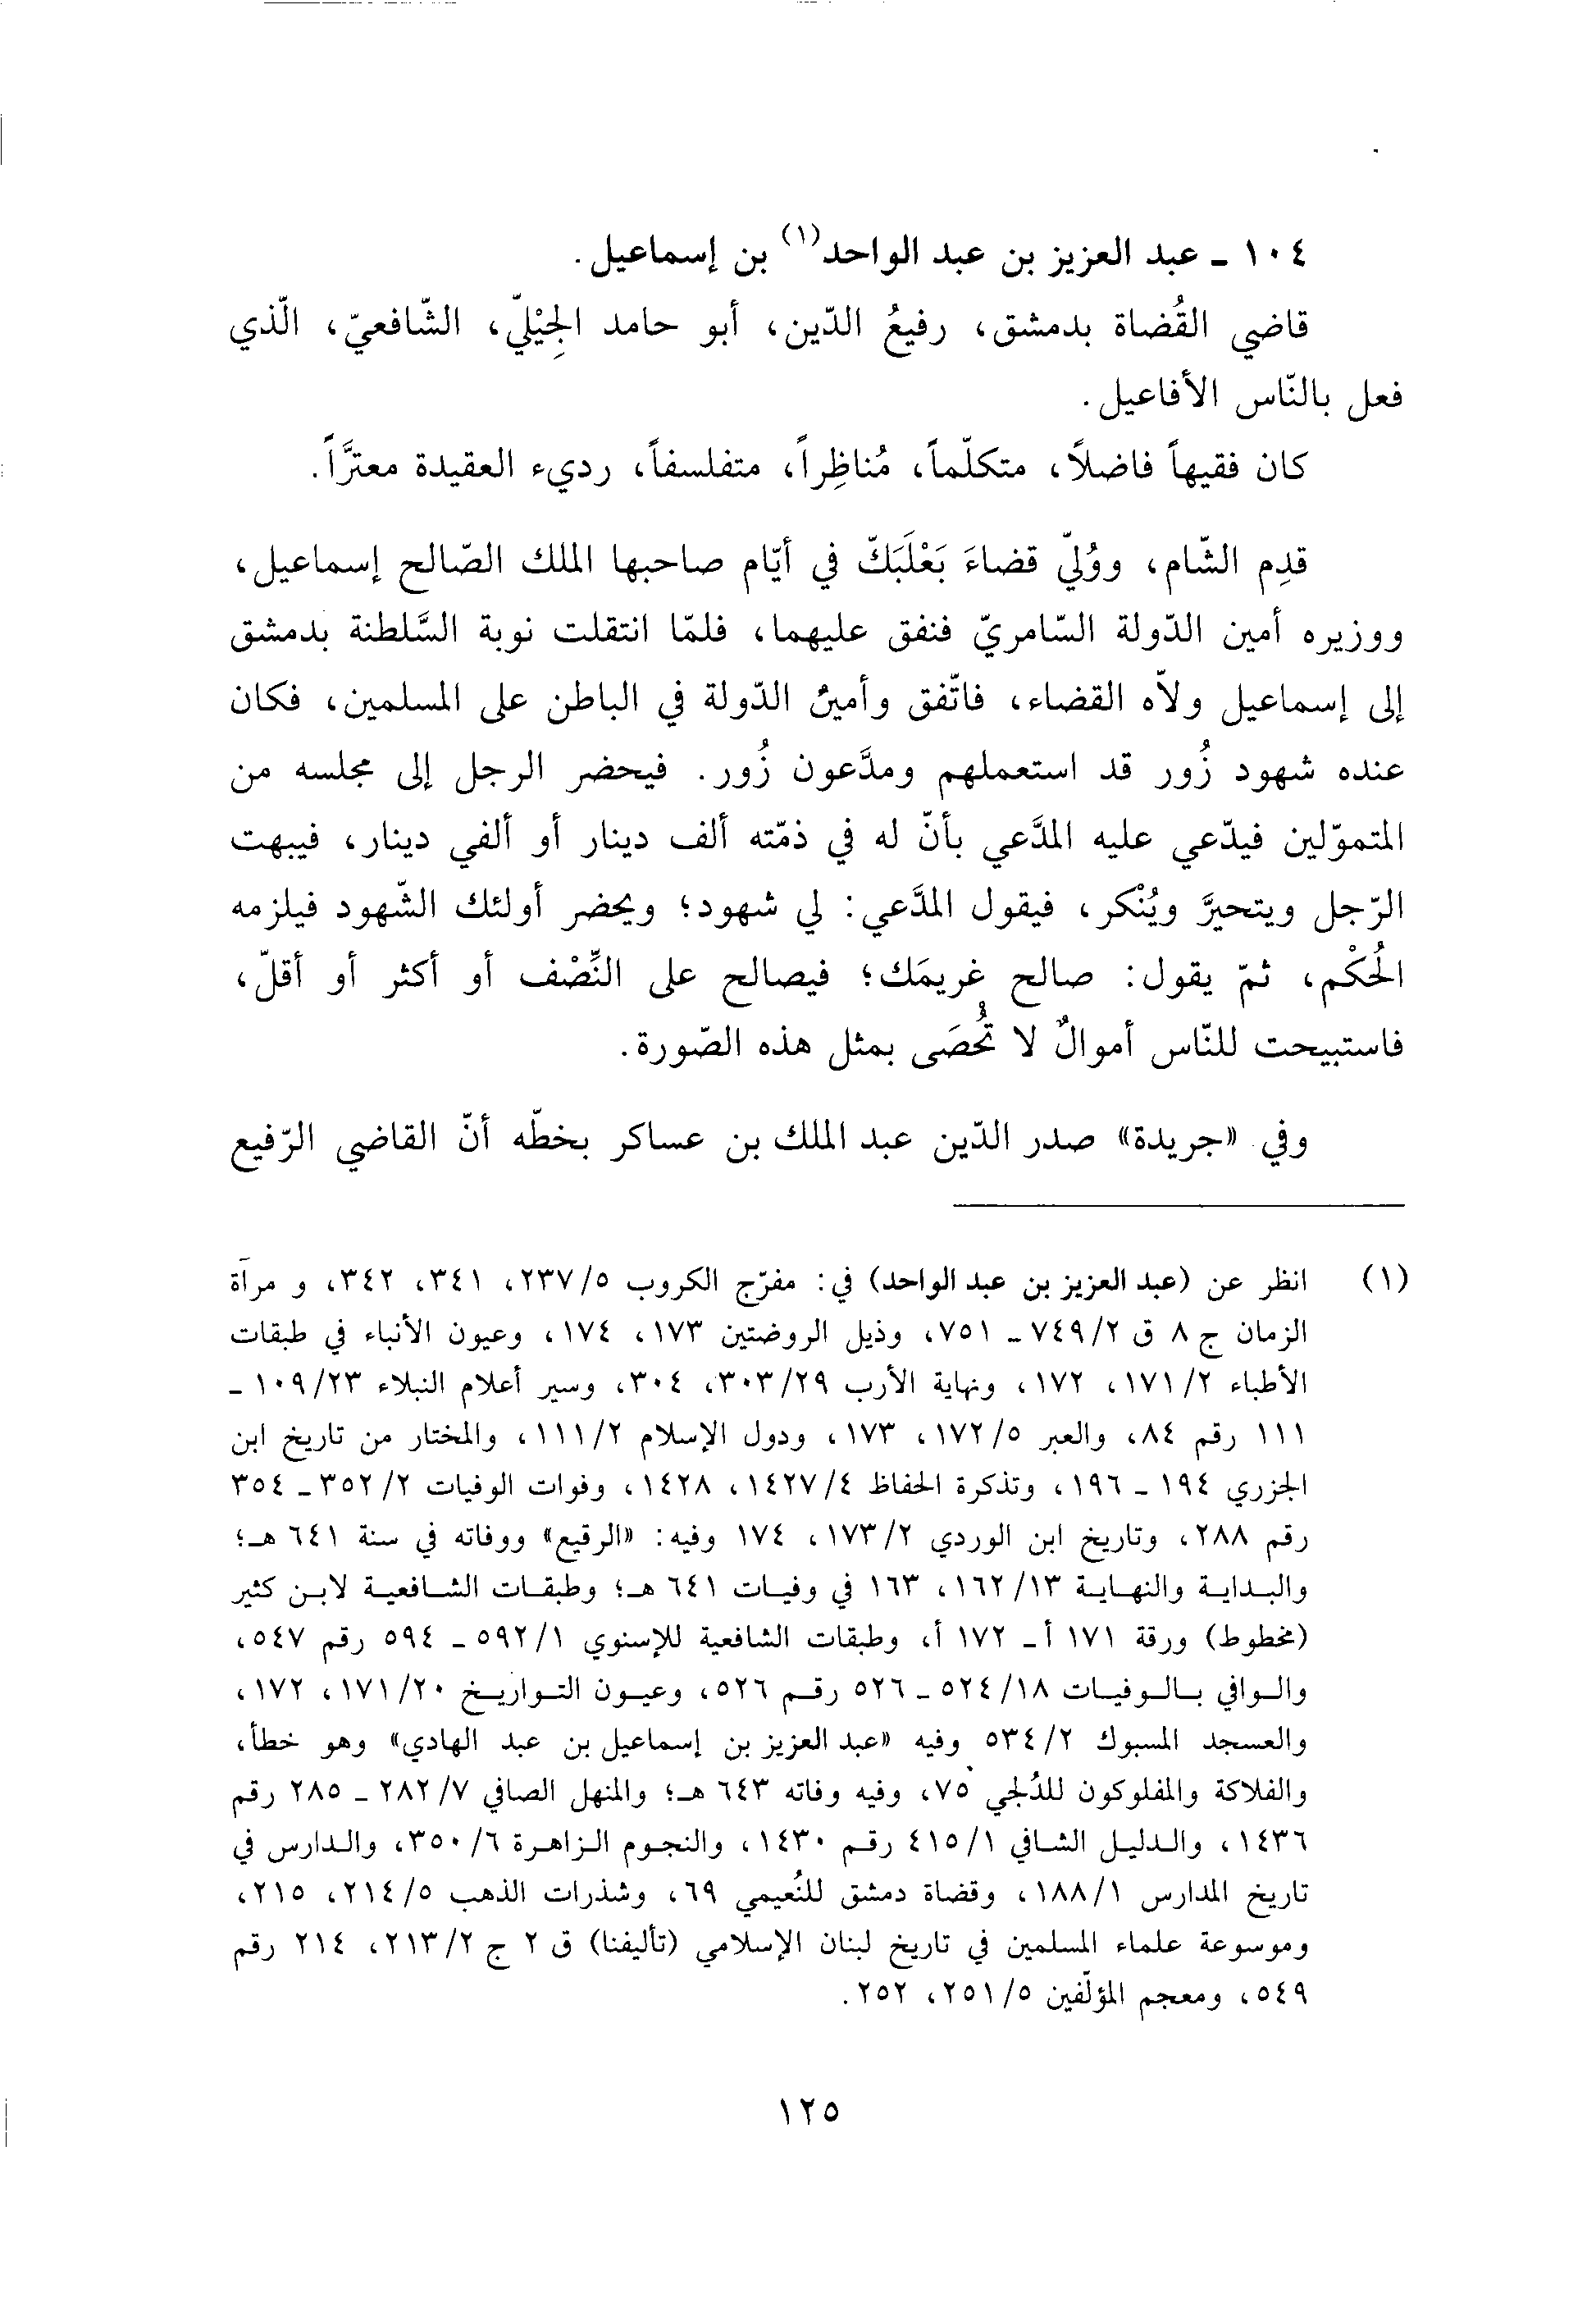 ١٠٤ ـ عبد العزيز بن عبد الواحد(١) بن إسماعيل.
قاضي القُضاة بدمشق، رفيعُ الدّين، أبو حامد الجِيْليّ، الشّافعيّ، الّذي
فعل بالنّاس الأفاعيل.
كان فقيهاً فاضلاً، متكلّماً، مُناظِراً، متفلسفاً، رديء العقيدة معترَّاً.
قدِم الشّام، ووُليّ قضاءَ بَعْلَبَكّ في أيّام صاحبها الملك الصّالح إسماعيل،
ووزيره أمين الدّولة السّامريّ فنفق عليهما، فلمّا انتقلت نوبة السَّلطنة بدمشق
إلى إسماعيل ولاّه القضاء، فاتّفق وأمينُ الدّولة في الباطن على المسلمين، فكان
عنده شهود زُور قد استعملهم ومدَّعون زُور. فيحضر الرجل إلى مجلسه من
المتموّلين فيدّعي عليه المدَّعي بأنّ له في ذمّته ألف دينار أو ألفي دينار، فيبهت
الرّجل ويتحيرَّ ويُنْكر، فيقول المدَّعي: لي شهود؛ ويحضر أولئك الشّهود فيلزمه
الحُكْم، ثمّ يقول: صالح غريمَك؛ فيصالح على النِّصْف أو أكثر أو أقلّ،
فاستبيحت للنّاس أموالٌ لا تُحصَى بمثل هذه الصّورة.
وفي «جريدة» صدر الدّين عبد الملك بن عساكر بخطّه أنّ القاضي الرّفيع
(١) انظر عن (عبد العزيز بن عبد الواحد) في: مفرّج الكروب ٢٣٧/٥، ٣٤١، ٣٤٢، و مرآة
الزمان ج ٨ ق ٧٤٩/٢ ـ ٧٥١، وذيل الروضتين ١٧٣، ١٧٤، وعيون الأنباء في طبقات
الأطباء ١٧١/٢، ١٧٢، ونهاية الأرب ٣٠٣/٢٩، ٣٠٤، وسير أعلام النبلاء ١٠٩/٢٣ ـ
١١١ رقم ٨٤، والعبر ١٧٢/٥، ١٧٣، ودول الإسلام ١١١/٢، والمختار من تاريخ ابن
الجزري ١٩٤ ـ ١٩٦، وتذكرة الحفاظ ١٤٢٧/٤، ١٤٢٨، وفوات الوفيات ٣٥٢/٢ ـ ٣٥٤
رقم ٢٨٨، وتاريخ ابن الوردي ١٧٣/٢، ١٧٤ وفيه: «الرقيع» ووفاته في سنة ٦٤١ هـ؛
والبداية والنهاية ١٦٢/١٣، ١٦٣ في وفيات ٦٤١ هـ؛ وطبقات الشافعية لابن كثير
(مخطوط) ورقة ١٧١ أ ـ ١٧٢ أ، وطبقات الشافعية للإسنوي ٥٩٢/١ ـ ٥٩٤ رقم ٥٤٧،
والوافي بالوفيات ٥٢٤/١٨ ـ ٥٢٦ رقم ٥٢٦، وعيون التواريخ ١٧١/٢٠، ١٧٢،
والعسجد المسبوك ٥٣٤/٢ وفيه «عبد العزيز بن إسماعيل بن عبد الهادي» وهو خطأ،
والفلاكة والمفلوكون للدُلجي ٧٥، وفيه وفاته ٦٤٣ هـ؛ والمنهل الصافي ٢٨٢/٧ ـ ٢٨٥ رقم
١٤٣٦، والدليل الشافي ٤١٥/١ رقم ١٤٣٠، والنجوم الزاهرة ٣٥٠/٦، والدارس في
تاريخ المدارس ١٨٨/١، وقضاة دمشق للنُعيمي ٦٩، وشذرات الذهب ٢١٤/٥، ٢١٥،
وموسوعة علماء المسلمين في تاريخ لبنان الإسلامي (تأليفنا) ق ٢ ج ٢١٣/٢، ٢١٤ رقم
٥٤٩، ومعجم المؤلّفين ٢٥١/٥، ٢٥٢.
١٢٥